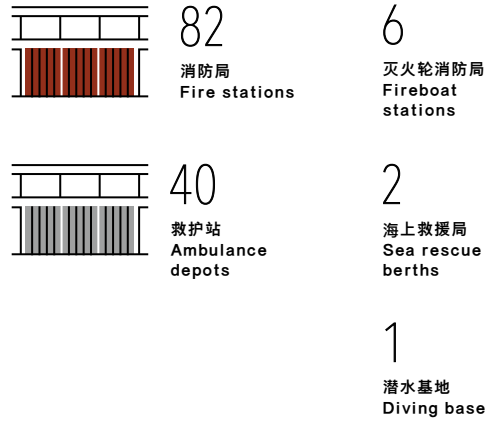 82
消防局
Fire stations
6
灭火轮消防局
Fireboat
stations
40
救护站
Ambulance
depots
2
海上救援局
Sea rescue
berths
1
潜水基地
Diving base